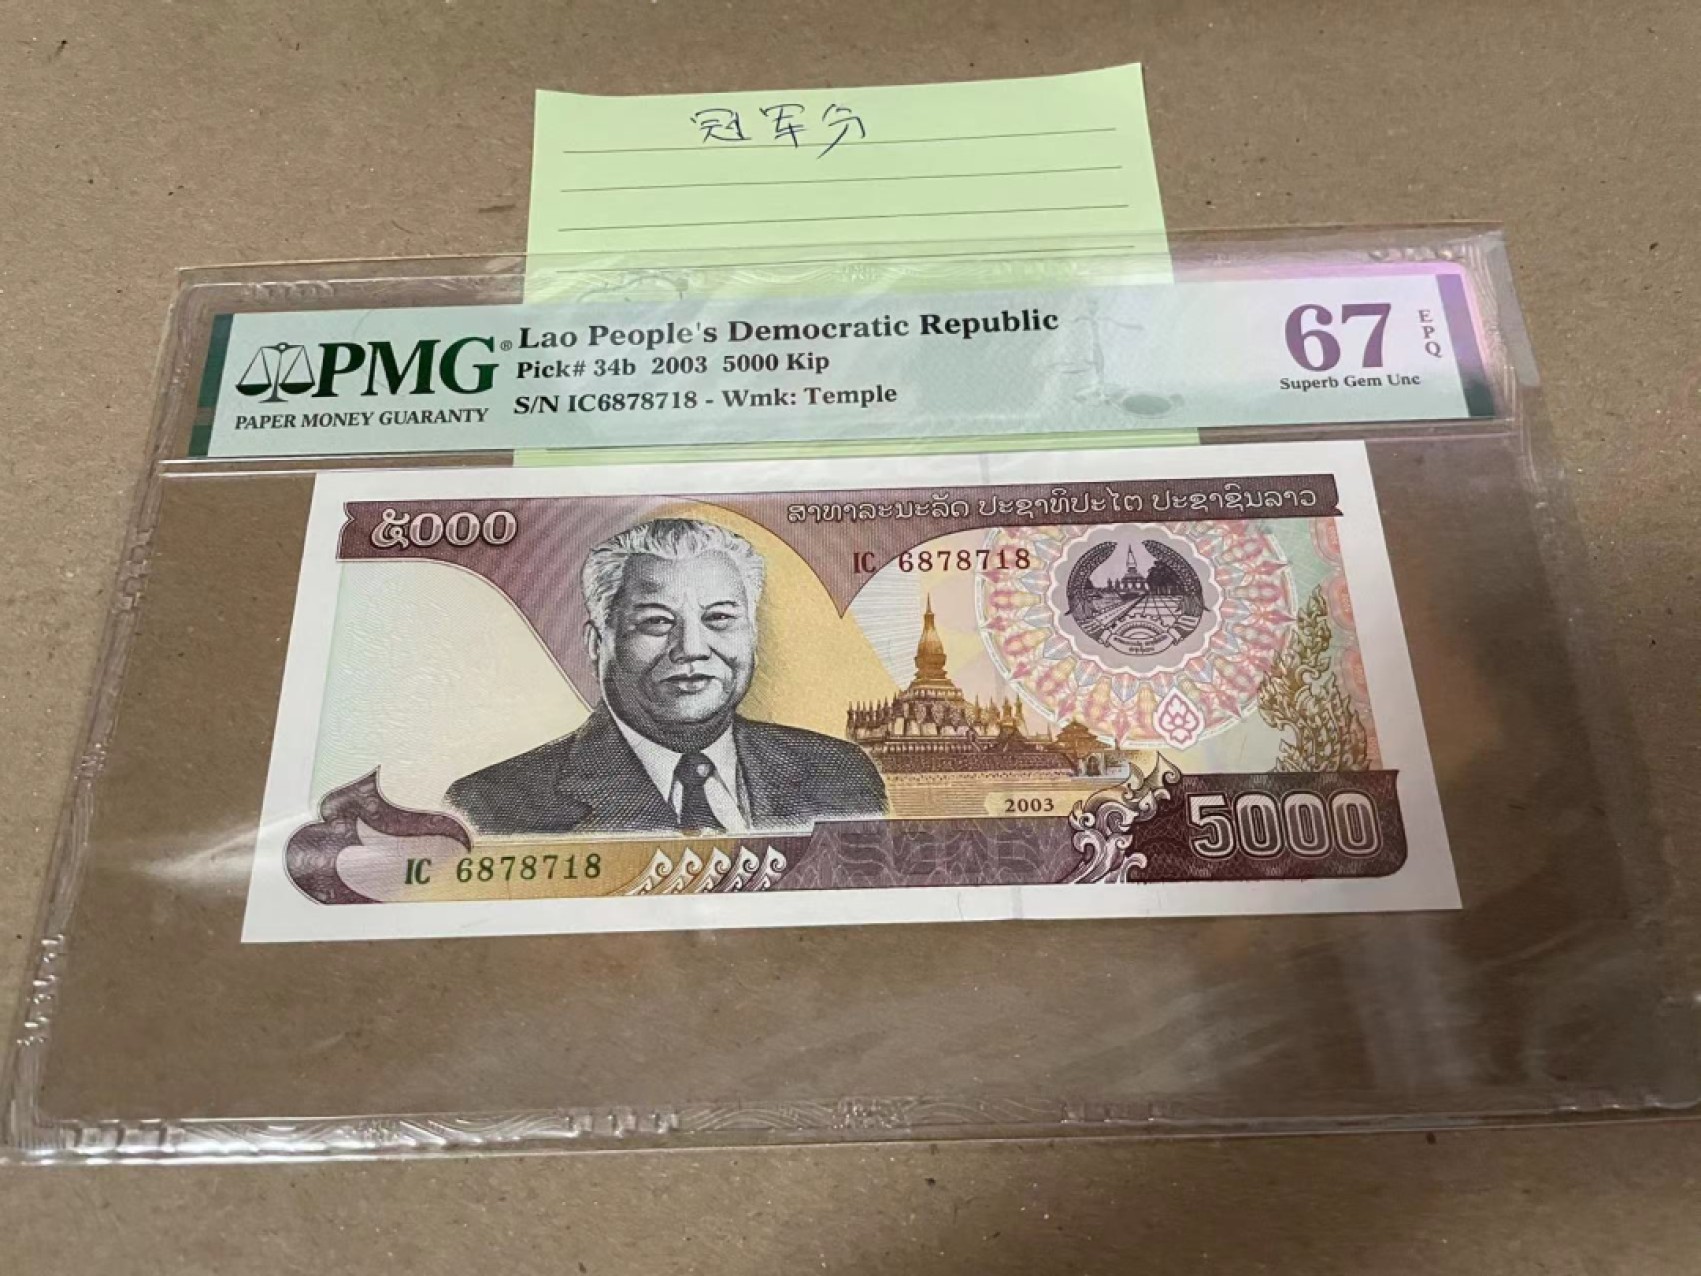 冠军分
PMG®
PAPER MONEY GUARANTY
Lao People's Democratic Republic
Pick# 34b 2003 5000 Kip
S/N IC6878718 - Wmk: Temple
67
EPQ
Superb Gem Unc
໕໐໐໐
ສາທາລະນະລັດ ປະຊາທິປະໄຕ ປະຊາຊົນລາວ
IC 6878718
2003
5000
IC 6878718